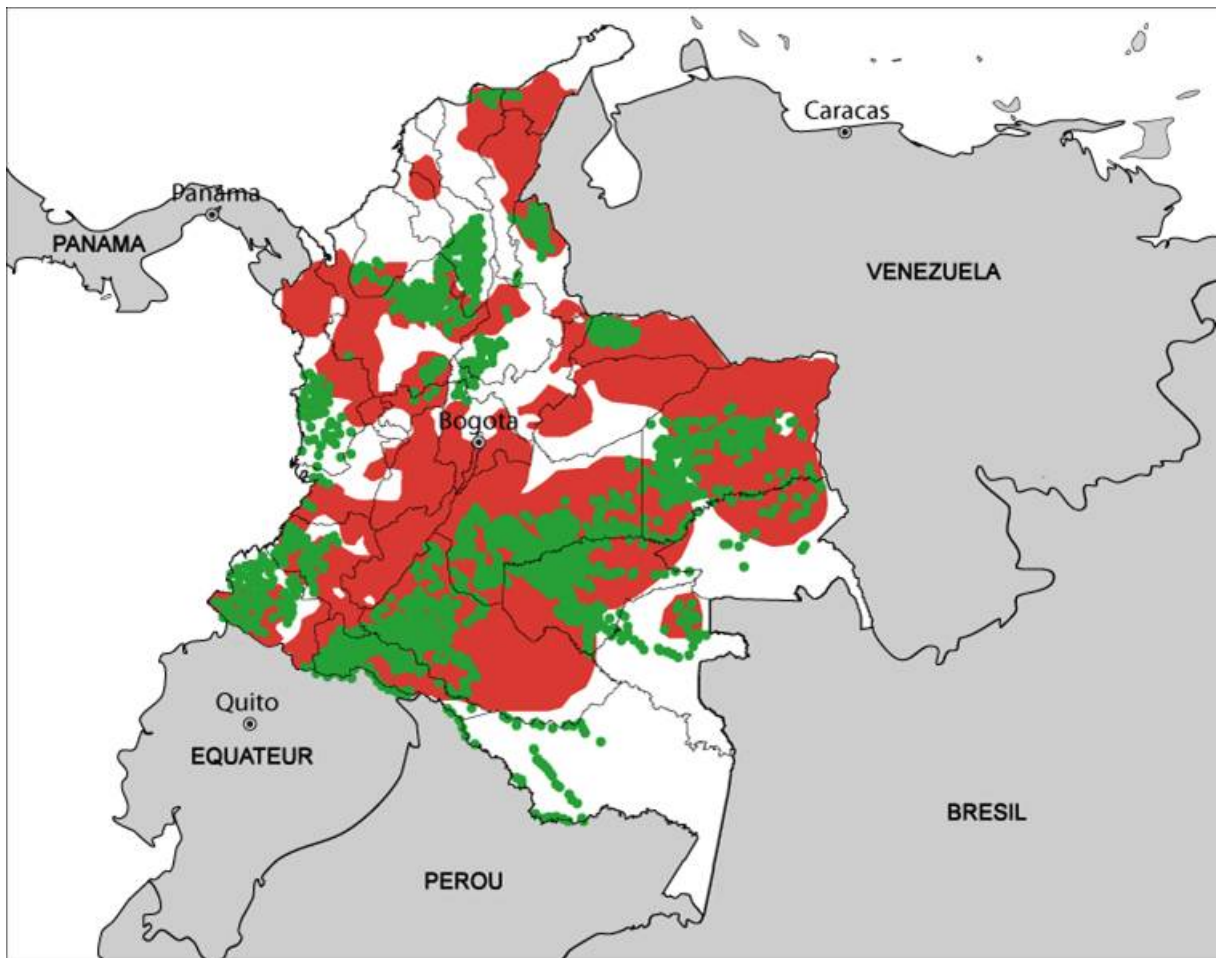 Caracas
Panama
PANAMA
VENEZUELA
Bogota
Quito
EQUATEUR
BRESIL
PEROU